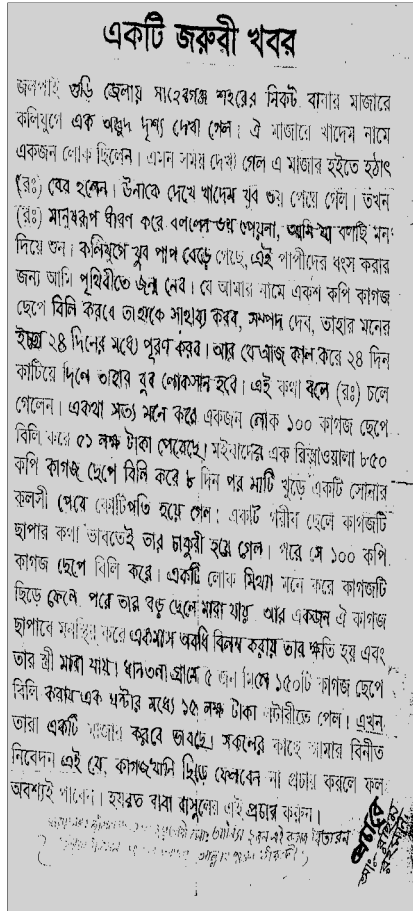 একটি জরুরী খবর
জলপাই গুড়ি জেলায় সাহেবগঞ্জ শহরের নিকট বানার মাজারে
কলিযুগে এক অদ্ভুদ দৃশ্য দেখা গেল। ঐ মাজারে খাদেম নামে
একজন লোক ছিলেন। এমন সময় দেখা গেল এ মাজার হইতে হঠাৎ
(রঃ) বের হলেন। উনাকে দেখে খাদেম খুব ভয় পেয়ে গেল। তখন
(রঃ) মানুষরূপ ধারণ করে বললেন ভয় পেয়োনা, আমি যা বলছি মন
দিয়ে শুন। কলিযুগে খুব পাপ বেড়ে গেছে, এই পাপীদের ধংস করার
জন্য আমি পৃথিবীতে জন্ম নেব। যে আমার নামে একশ কপি কাগজ
ছেপে বিলি করবে তাহাকে সাহায্য করব, সম্পদ দেব, তাহার মনের
ইচ্ছা ২৪ দিনের মধ্যে পূরণ করব। আর যে আজ কাল করে ২৪ দিন
কাটিয়ে দিলে তাহার খুব লোকসান হবে। এই কথা বলে (রঃ) চলে
গেলেন। একথা সত্য মনে করে একজন লোক ১০০ কাগজ ছেপে
বিলি করে ৫১ লক্ষ টাকা পেয়েছে। মইবাদের এক রিক্সাওয়ালা ৮৫০
কপি কাগজ ছেপে বিলি করে ৮ দিন পর মাটি খুড়ে একটি সোনার
কলসী পেয়ে কোটিপতি হয়ে গেল। একটি গরীব ছেলে কাগজটি
ছাপার কথা ভাবতেই তার চাকুরী হয়ে গেল। পরে সে ১০০ কপি
কাগজ ছেপে বিলি করে। একটি লোক মিথ্যা মনে করে কাগজটি
ছিড়ে ফেলে পরে তার বড় ছেলে মারা যায়, আর একজন ঐ কাগজ
ছাপাবে মনস্থির করে একমাস অবধি বিলম্ব করায় তার ক্ষতি হয় এবং
তার স্ত্রী মারা যায়। ধানতলা গ্রামে ৫ জন মিলে ১৫০টি কাগজ ছেপে
বিলি করায় এক ঘন্টার মধ্যে ১৫ লক্ষ টাকা লটারীতে পেল। এখন
তারা একটি মাজার করবে ভাবছে। সকলের কাছে আমার বিনীত
নিবেদন এই যে, কাগজখানি ছিড়ে ফেলবেন না প্রচার করলে ফল
অবশ্যই পাবেন। হযরত বাবা রাসুলের এই প্রচার করুন।
প্রচারে